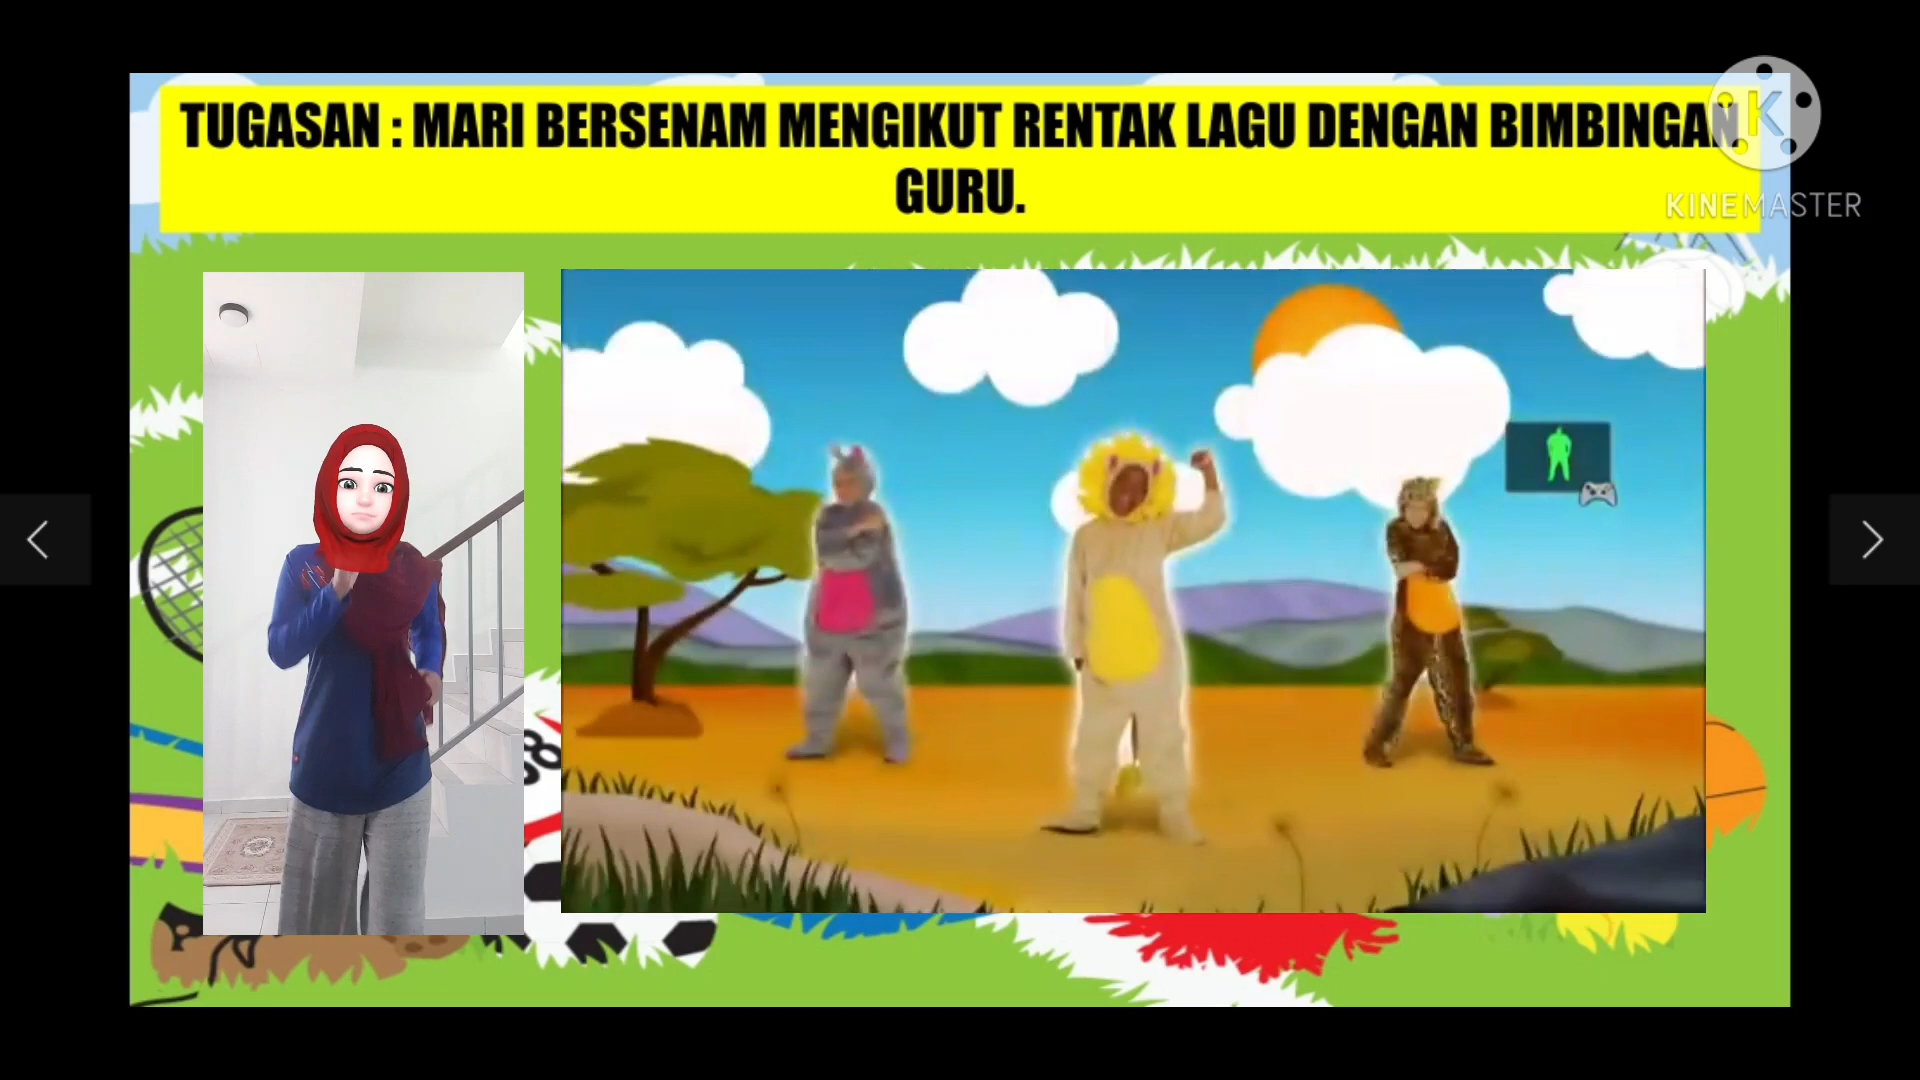 TUGASAN : MARI BERSENAM MENGIKUT RENTAK LAGU DENGAN BIMBINGAN
GURU.
K
KINEMASTER